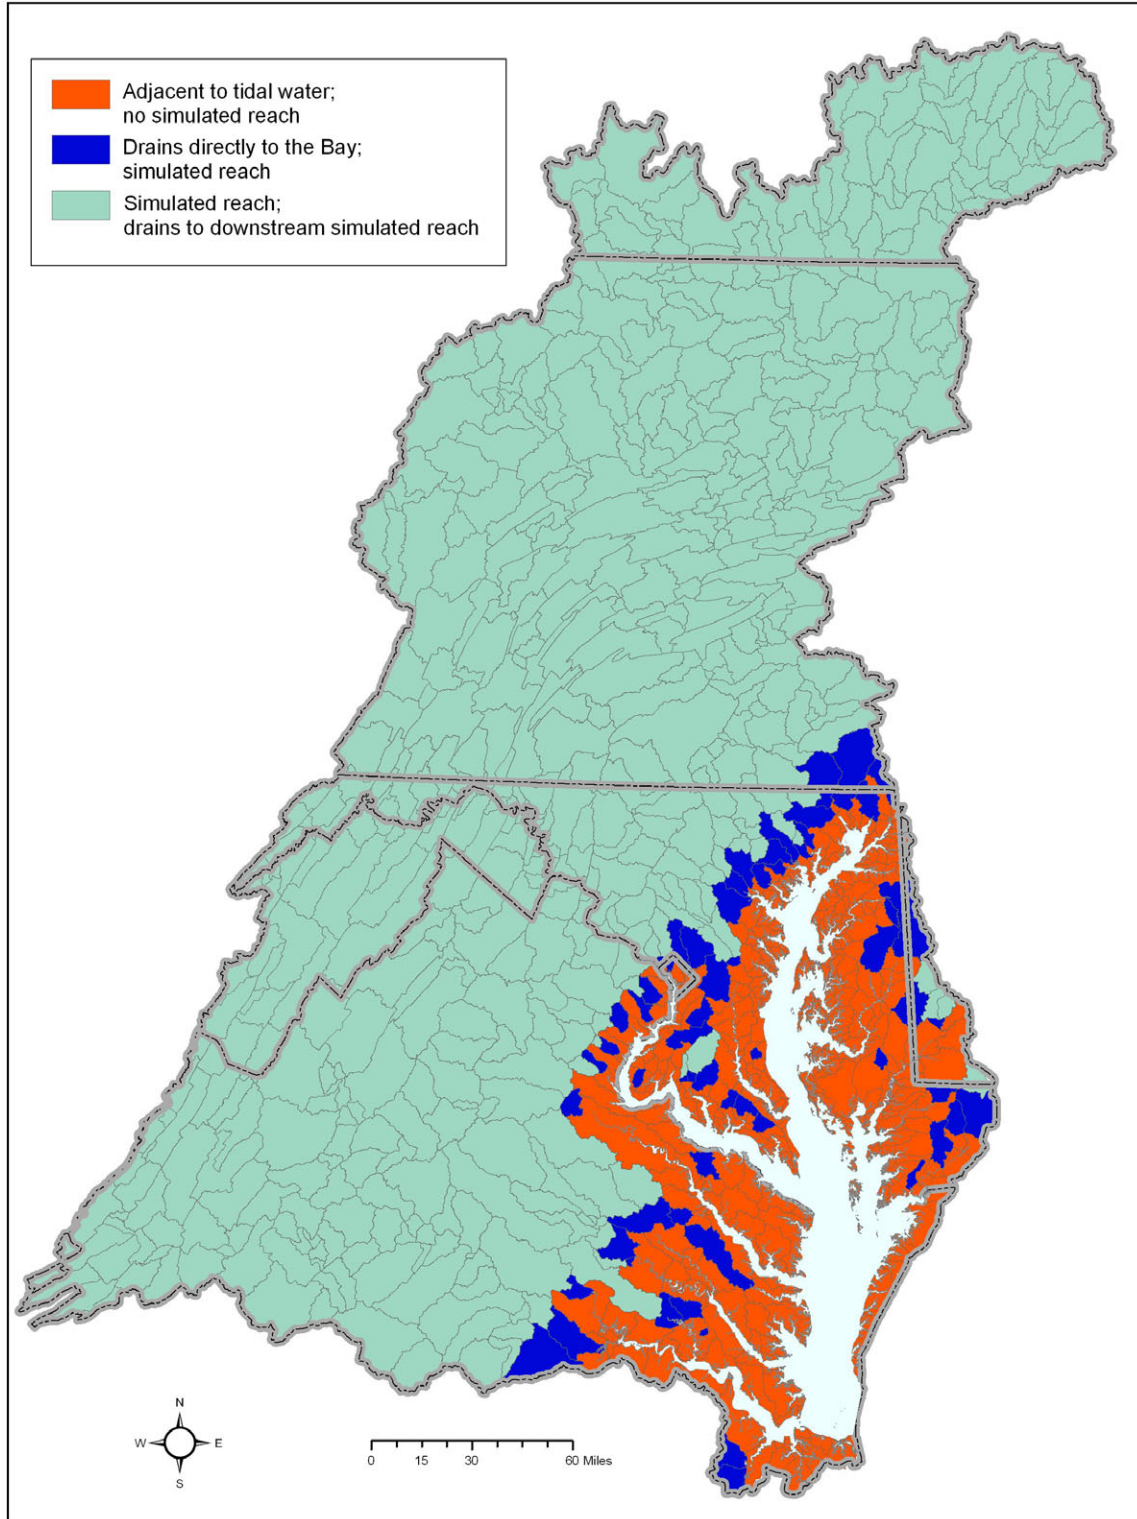 Adjacent to tidal water;
no simulated reach
Drains directly to the Bay;
simulated reach
Simulated reach;
drains to downstream simulated reach
N
W E
S
0 15 30 60 Miles